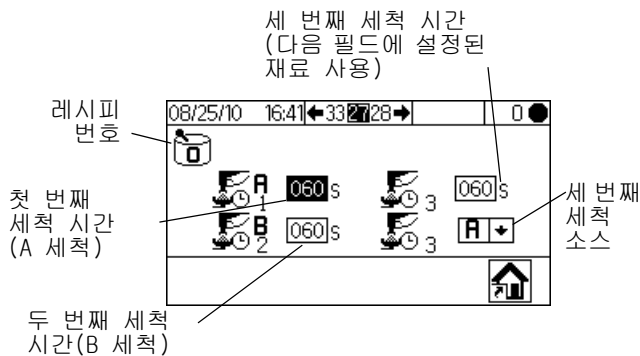 세 번째 세척 시간
(다음 필드에 설정된
재료 사용)
레시피
번호
08/25/10 16:41 33 27 28 0
0
첫 번째
세척 시간
(A 세척)
A 1 060 s 3 060 s
B 2 060 s 3 A
세 번째
세척
소스
두 번째 세척
시간(B 세척)